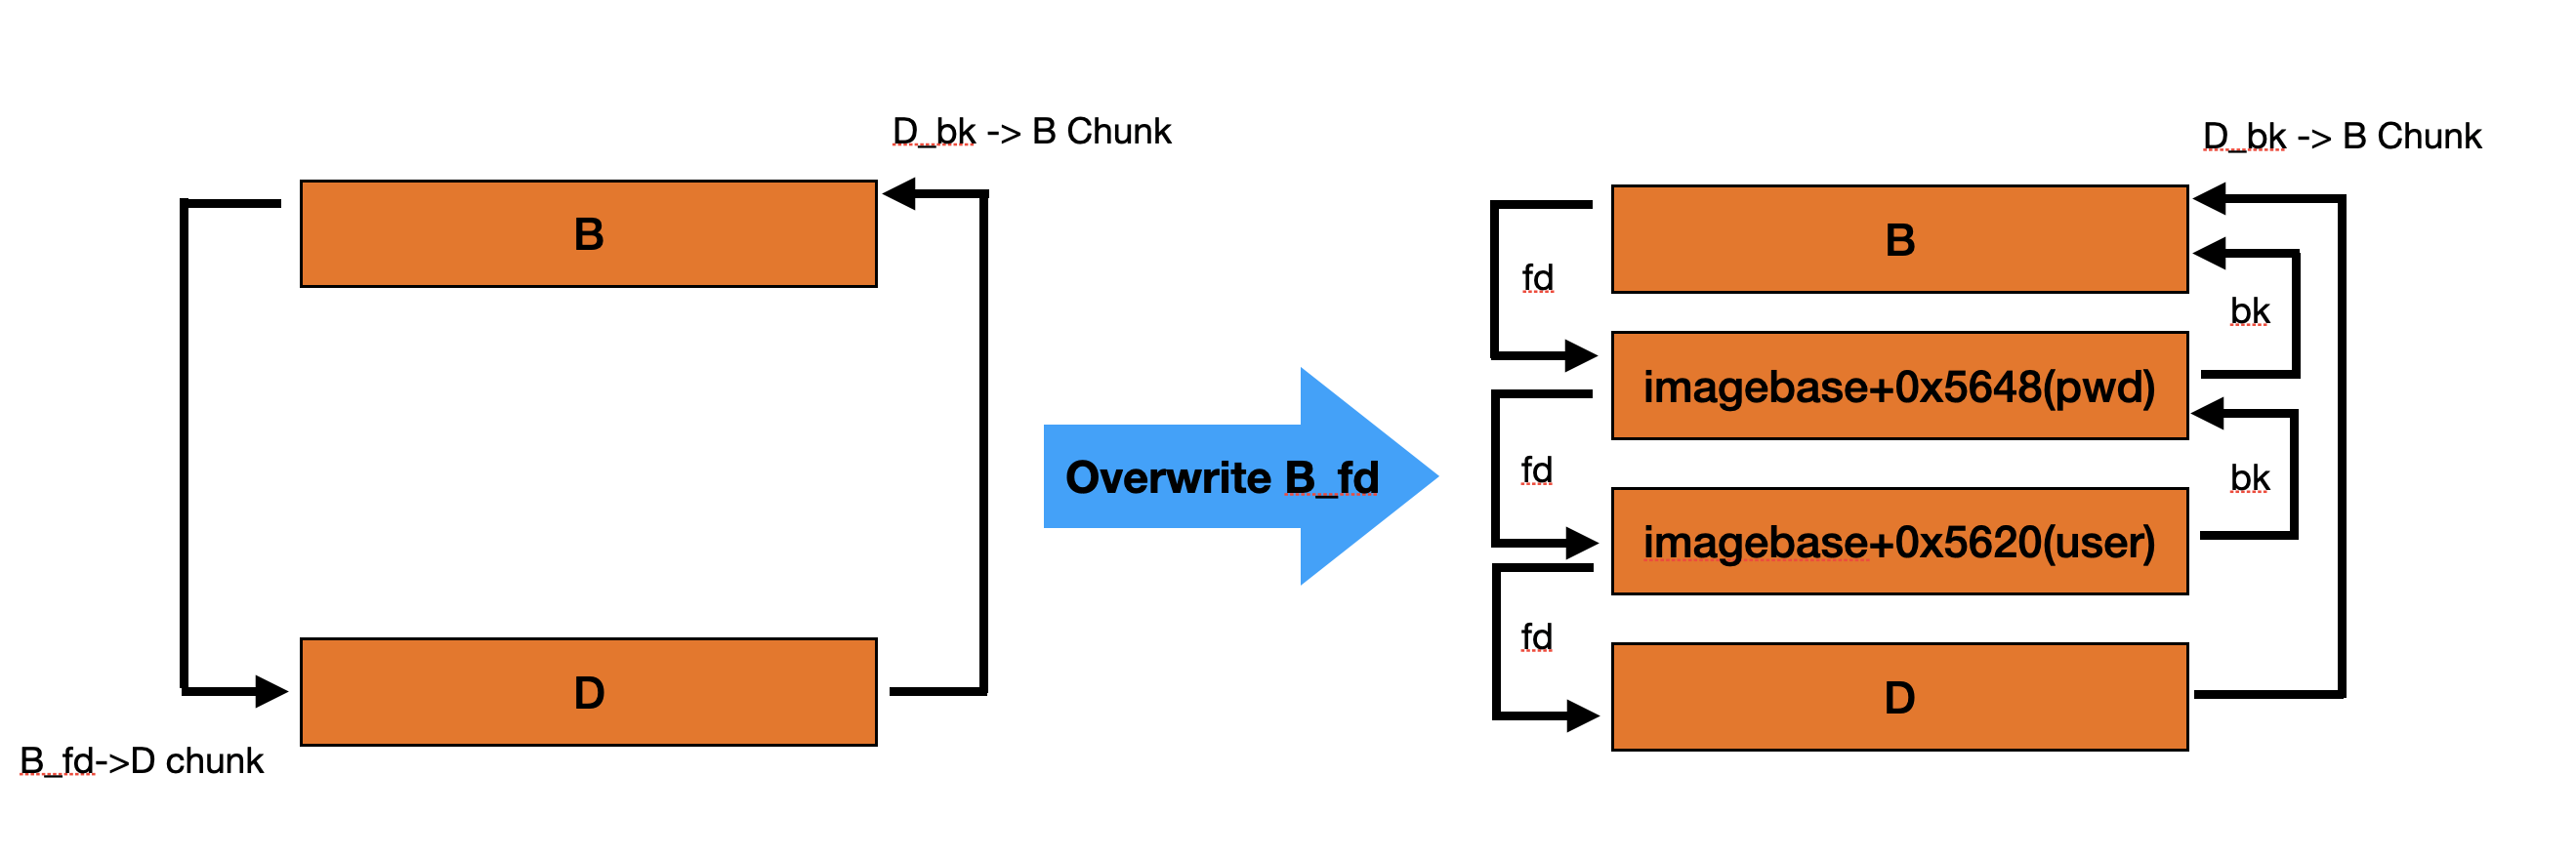 D_bk -> B Chunk
B
D
B_fd->D chunk
Overwrite B_fd
D_bk -> B Chunk
B
fd
bk
imagebase+0x5648(pwd)
fd
bk
imagebase+0x5620(user)
fd
D